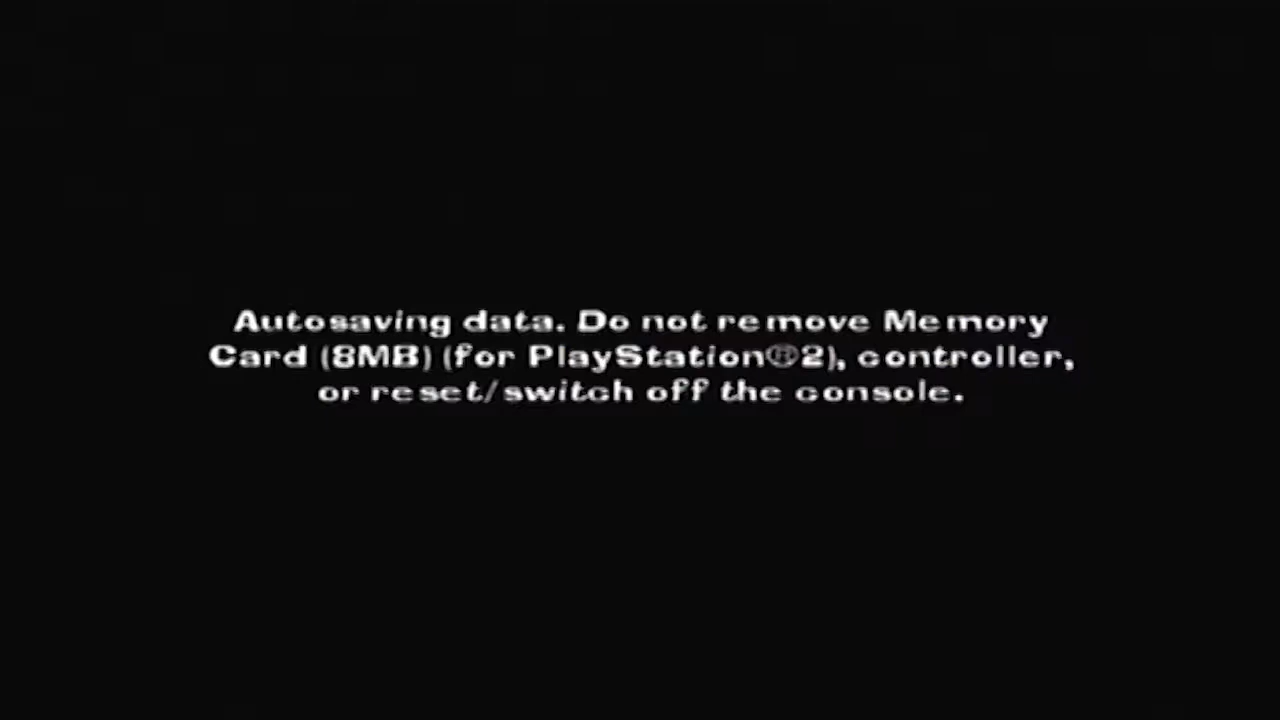 Autosaving data. Do not remove Memory
Card (8MB) (for PlayStation®2), controller,
or reset/switch off the console.